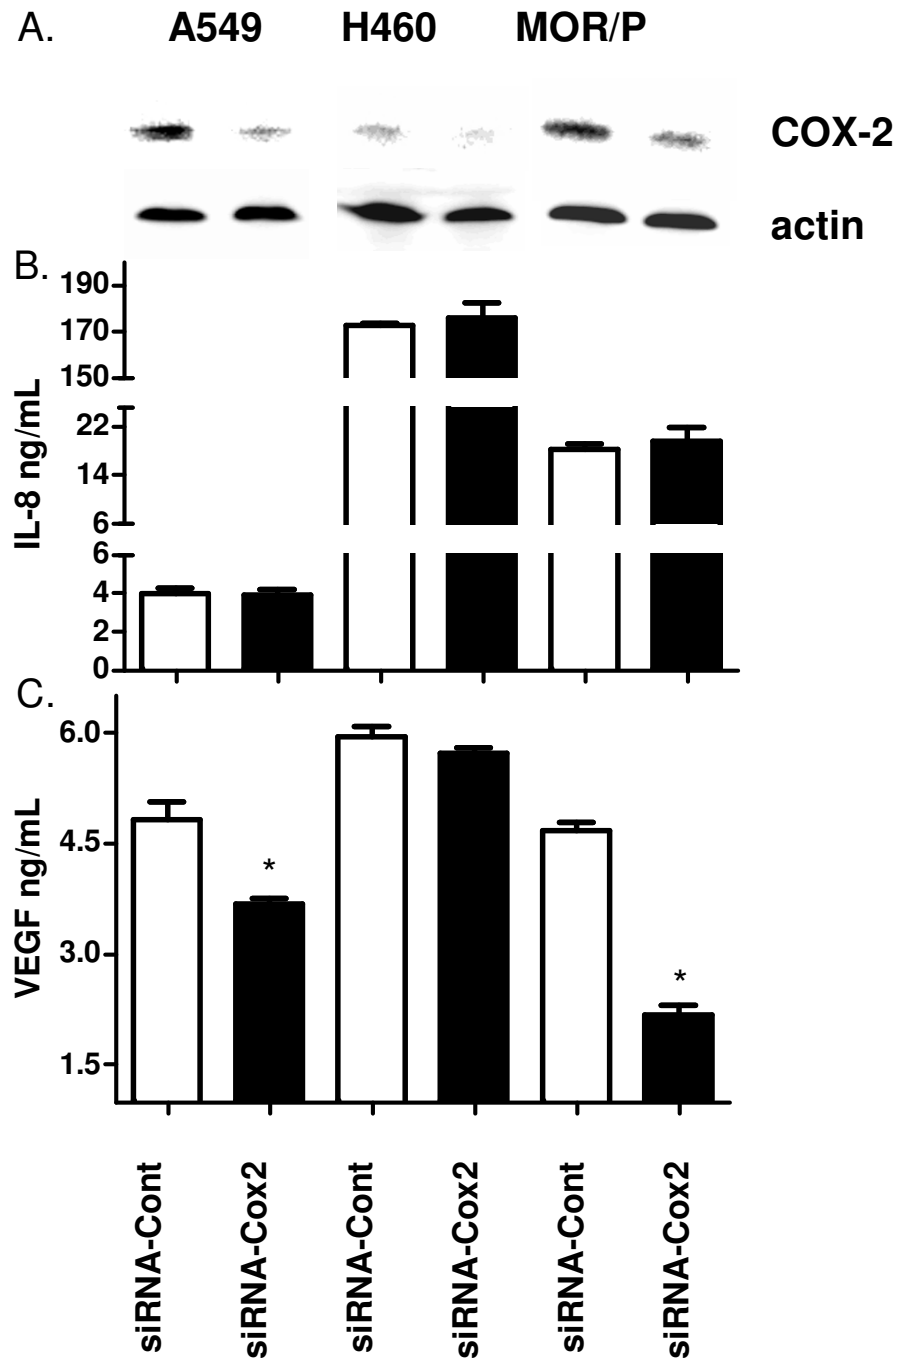 A. A549 H460 MOR/P
COX-2
actin
B.
IL-8 ng/mL
190
170
150
22
14
6
6
4
2
0
C.
VEGF ng/mL
6.0
4.5
*
3.0
*
1.5
siRNA-Cont
siRNA-Cox2
siRNA-Cont
siRNA-Cox2
siRNA-Cont
siRNA-Cox2